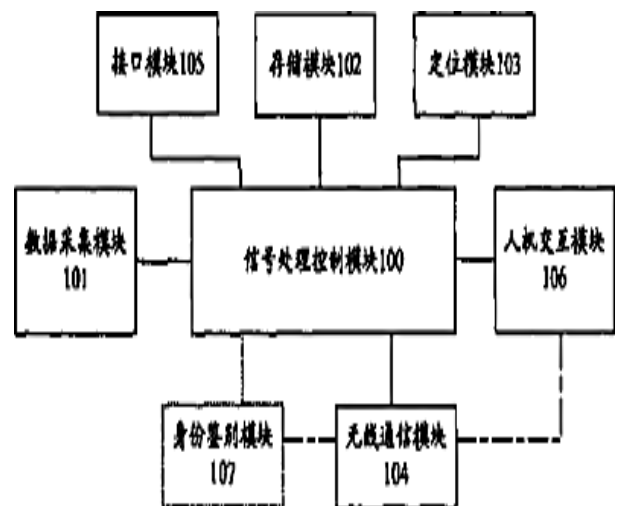 接口模块105
存储模块102
定位模块103
数据采集模块
101
信号处理控制模块100
人机交互模块
106
身份鉴别模块
107
无线通信模块
104